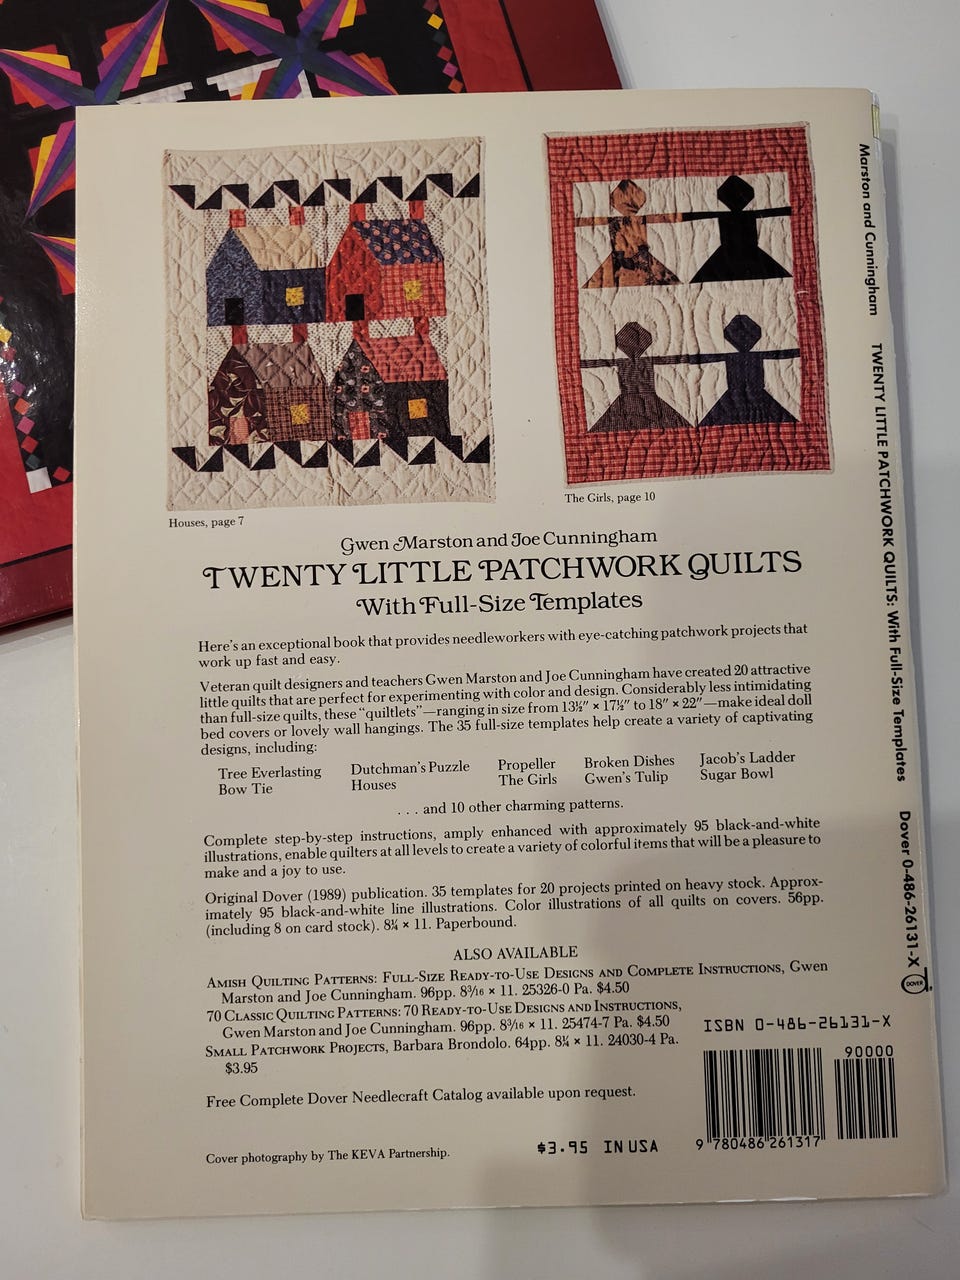 Houses, page 7
The Girls, page 10
Gwen Marston and Joe Cunningham
TWENTY LITTLE PATCHWORK QUILTS
With Full-Size Templates
Here's an exceptional book that provides needleworkers with eye-catching patchwork projects that
work up fast and easy.
Veteran quilt designers and teachers Gwen Marston and Joe Cunningham have created 20 attractive
little quilts that are perfect for experimenting with color and design. Considerably less intimidating
than full-size quilts, these “quiltlets”—ranging in size from 13½″ × 17½″ to 18″ × 22″—make ideal doll
bed covers or lovely wall hangings. The 35 full-size templates help create a variety of captivating
designs, including:
Tree Everlasting Dutchman's Puzzle Propeller Broken Dishes Jacob's Ladder
Bow Tie Houses The Girls Gwen's Tulip Sugar Bowl
. . . and 10 other charming patterns.
Complete step-by-step instructions, amply enhanced with approximately 95 black-and-white
illustrations, enable quilters at all levels to create a variety of colorful items that will be a pleasure to
make and a joy to use.
Original Dover (1989) publication. 35 templates for 20 projects printed on heavy stock. Approx-
imately 95 black-and-white line illustrations. Color illustrations of all quilts on covers. 56pp.
(including 8 on card stock). 8¼ × 11. Paperbound.
ALSO AVAILABLE
AMISH QUILTING PATTERNS: FULL-SIZE READY-TO-USE DESIGNS AND COMPLETE INSTRUCTIONS, Gwen
Marston and Joe Cunningham. 96pp. 8³⁄₁₆ × 11. 25326-0 Pa. $4.50
70 CLASSIC QUILTING PATTERNS: 70 READY-TO-USE DESIGNS AND INSTRUCTIONS,
Gwen Marston and Joe Cunningham. 96pp. 8³⁄₁₆ × 11. 25474-7 Pa. $4.50
SMALL PATCHWORK PROJECTS, Barbara Brondolo. 64pp. 8¼ × 11. 24030-4 Pa.
$3.95
Free Complete Dover Needlecraft Catalog available upon request.
Cover photography by The KEVA Partnership.
$3.95 IN USA
ISBN 0-486-26131-X
90000
9 780486 261317
Marston and Cunningham TWENTY LITTLE PATCHWORK QUILTS: With Full-Size Templates Dover 0-486-26131-X
DOVER